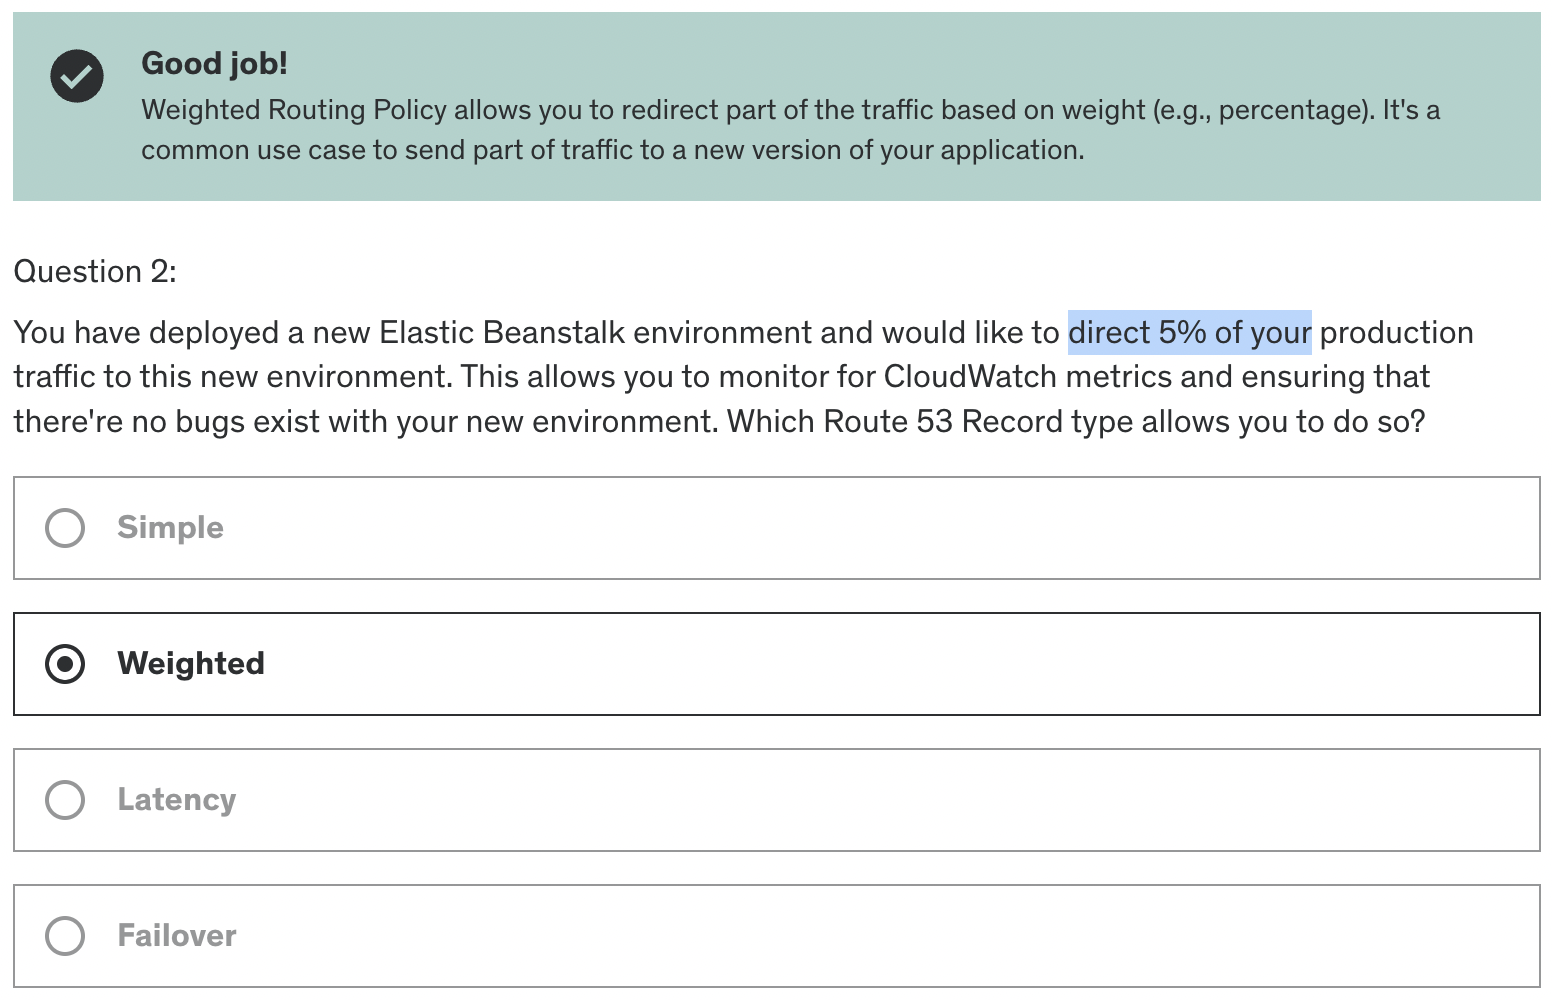 Good job!
Weighted Routing Policy allows you to redirect part of the traffic based on weight (e.g., percentage). It's a
common use case to send part of traffic to a new version of your application.
Question 2:
You have deployed a new Elastic Beanstalk environment and would like to direct 5% of your production
traffic to this new environment. This allows you to monitor for CloudWatch metrics and ensuring that
there're no bugs exist with your new environment. Which Route 53 Record type allows you to do so?
Simple
Weighted
Latency
Failover